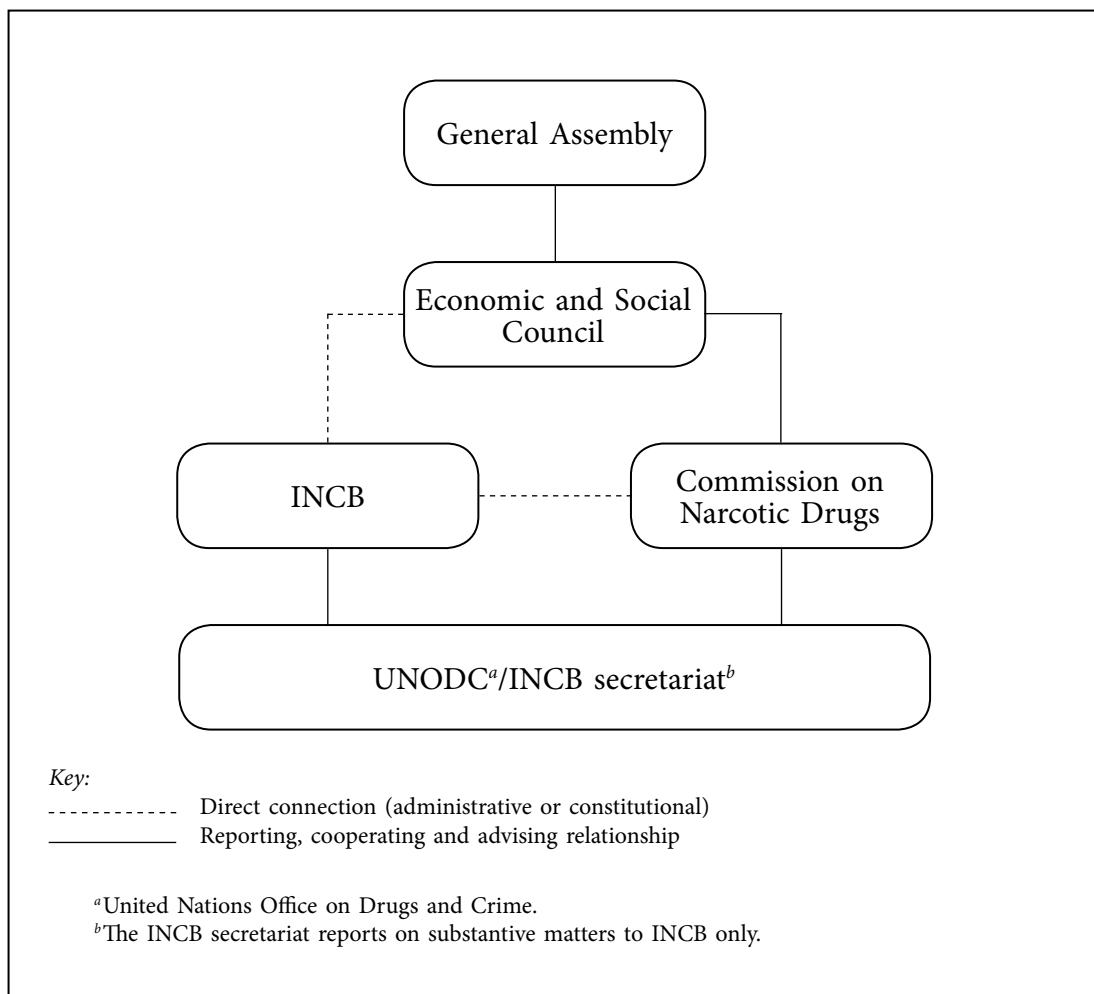 General Assembly
Economic and Social
Council
INCB
Commission on
Narcotic Drugs
UNODCᵃ/INCB secretariatᵇ
Key:
Direct connection (administrative or constitutional)
Reporting, cooperating and advising relationship
ᵃUnited Nations Office on Drugs and Crime.
ᵇThe INCB secretariat reports on substantive matters to INCB only.